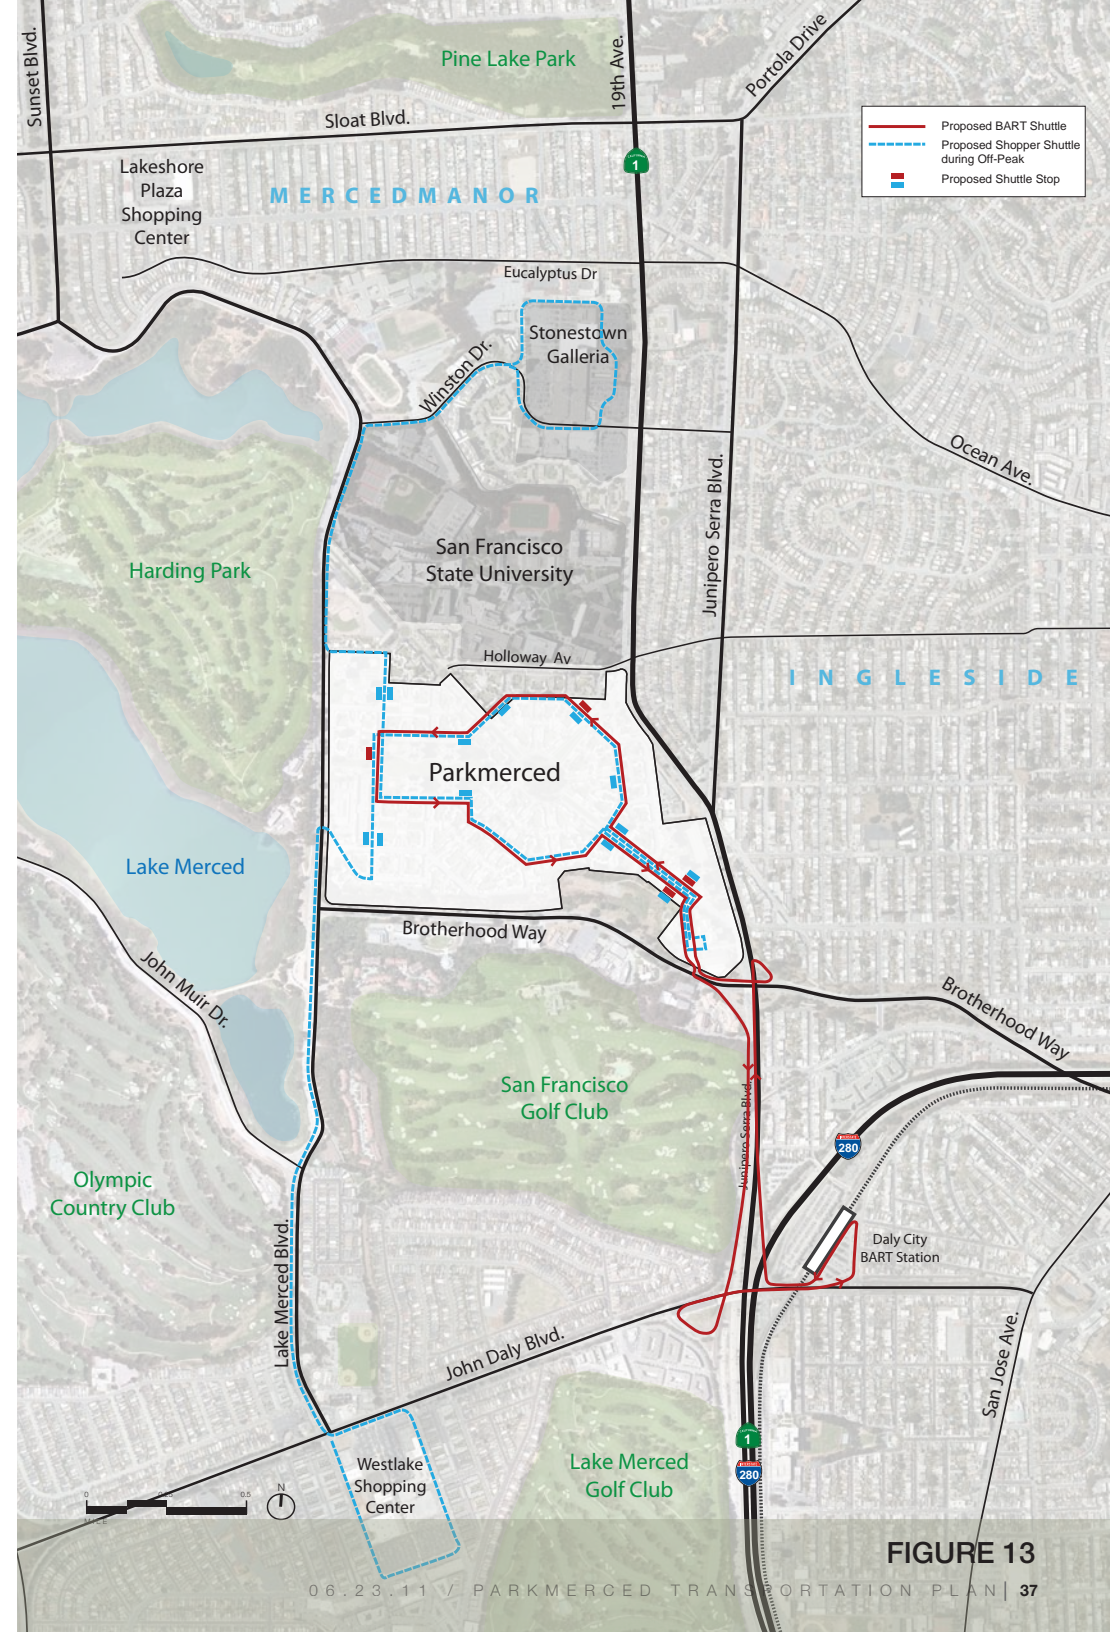 Sunset Blvd.
Pine Lake Park
19th Ave.
Portola Drive
Sloat Blvd.
Proposed BART Shuttle
Proposed Shopper Shuttle
during Off-Peak
Proposed Shuttle Stop
1
Lakeshore
Plaza
Shopping
Center
MERCEDMANOR
Eucalyptus Dr
Stonestown
Galleria
Winston Dr.
Ocean Ave.
Junipero Serra Blvd.
San Francisco
State University
Harding Park
Holloway Av
INGLESIDE
Parkmerced
Lake Merced
Brotherhood Way
John Muir Dr.
Brotherhood Way
San Francisco
Golf Club
Junipero Serra Blvd.
280
Olympic
Country Club
Daly City
BART Station
Lake Merced Blvd.
John Daly Blvd.
San Jose Ave.
1
280
Westlake
Shopping
Center
Lake Merced
Golf Club
N
0
0.5
MILE
FIGURE 13
06.23.11 / PARKMERCED TRANSPORTATION PLAN| 37